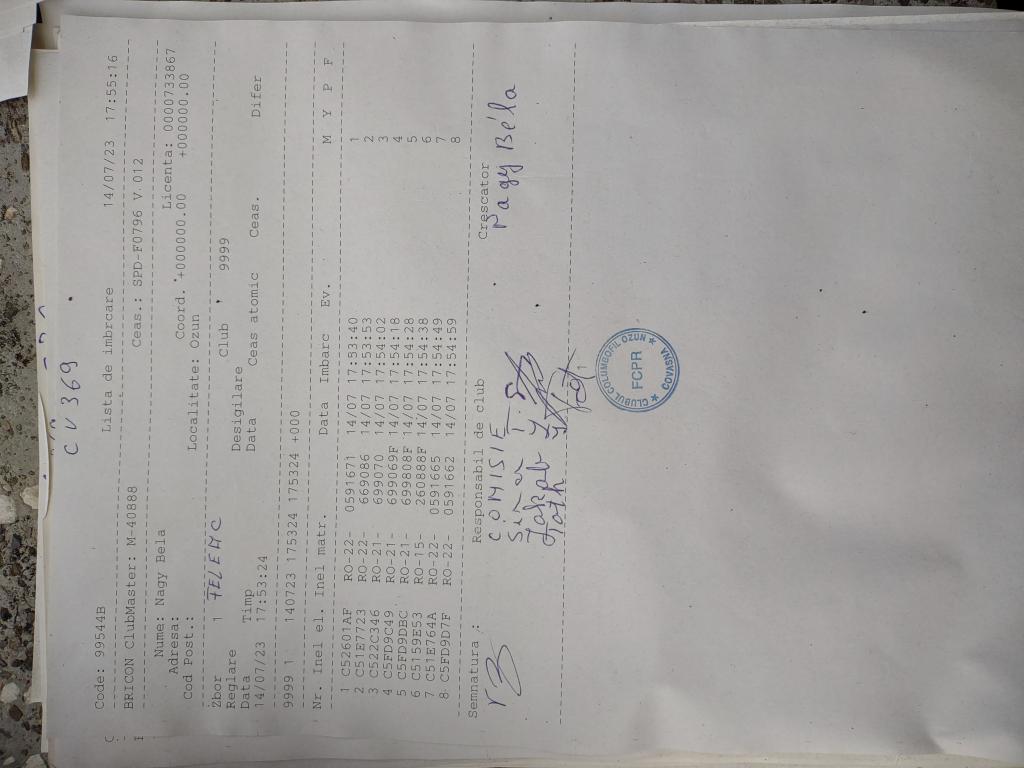 CV369
Code: 99544B Lista de imbroare 14/07/23 17:55:16
BRICON ClubMaster: M-40888 Ceas.: SPD-F0796 V 012
Nume: Nagy Bela Licenta: 0000733867
Adresa: Coord. +000000.00 +000000.00
Cod Post.: Localitate: Ozun
Zbor 1 TELEMC Club 9999
Reglare Desigilare
Data Timp Data Ceas atomic Ceas. Difer
14/07/23 17:53:24
9999 1 140723 175324 175324 +000
Nr. Inel el. Inel matr. Data Imbarc Ev. M Y P F
1 C52601AF RO-22- 0591671 14/07 17:53:40 1
2 C51E7723 RO-22- 669086 14/07 17:53:53 2
3 C522C346 RO-21- 699070 14/07 17:54:02 3
4 C5FD9C49 RO-21- 699069F 14/07 17:54:18 4
5 C5FD9DBC RO-21- 699808F 14/07 17:54:28 5
6 C5159E53 RO-15- 260888F 14/07 17:54:38 6
7 C51E764A RO-22- 0591665 14/07 17:54:49 7
8 C5FD9D7F RO-22- 0591662 14/07 17:54:59 8
Semnatura : Responsabil de club Crescator
COMISIE Nagy Béla
CLUBUL COLUMBOFIL OZUN
FCPR
COVASNA